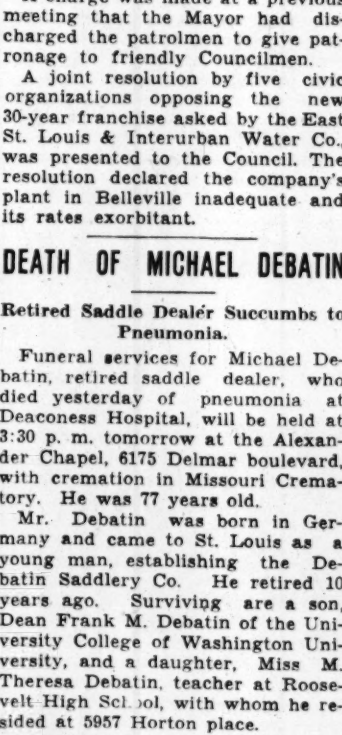 meeting that the Mayor had dis-
charged the patrolmen to give pat-
ronage to friendly Councilmen.
A joint resolution by five civic
organizations opposing the new
30-year franchise asked by the East
St. Louis & Interurban Water Co.,
was presented to the Council. The
resolution declared the company's
plant in Belleville inadequate and
its rates exorbitant.
DEATH OF MICHAEL DEBATIN
Retired Saddle Dealer Succumbs to
Pneumonia.
Funeral services for Michael De-
batin, retired saddle dealer, who
died yesterday of pneumonia at
Deaconess Hospital, will be held at
3:30 p. m. tomorrow at the Alexan-
der Chapel, 6175 Delmar boulevard,
with cremation in Missouri Crema-
tory. He was 77 years old.
Mr. Debatin was born in Ger-
many and came to St. Louis as a
young man, establishing the De-
batin Saddlery Co. He retired 10
years ago. Surviving are a son,
Dean Frank M. Debatin of the Uni-
versity College of Washington Uni-
versity, and a daughter, Miss M.
Theresa Debatin, teacher at Roose-
velt High School, with whom he re-
sided at 5957 Horton place.